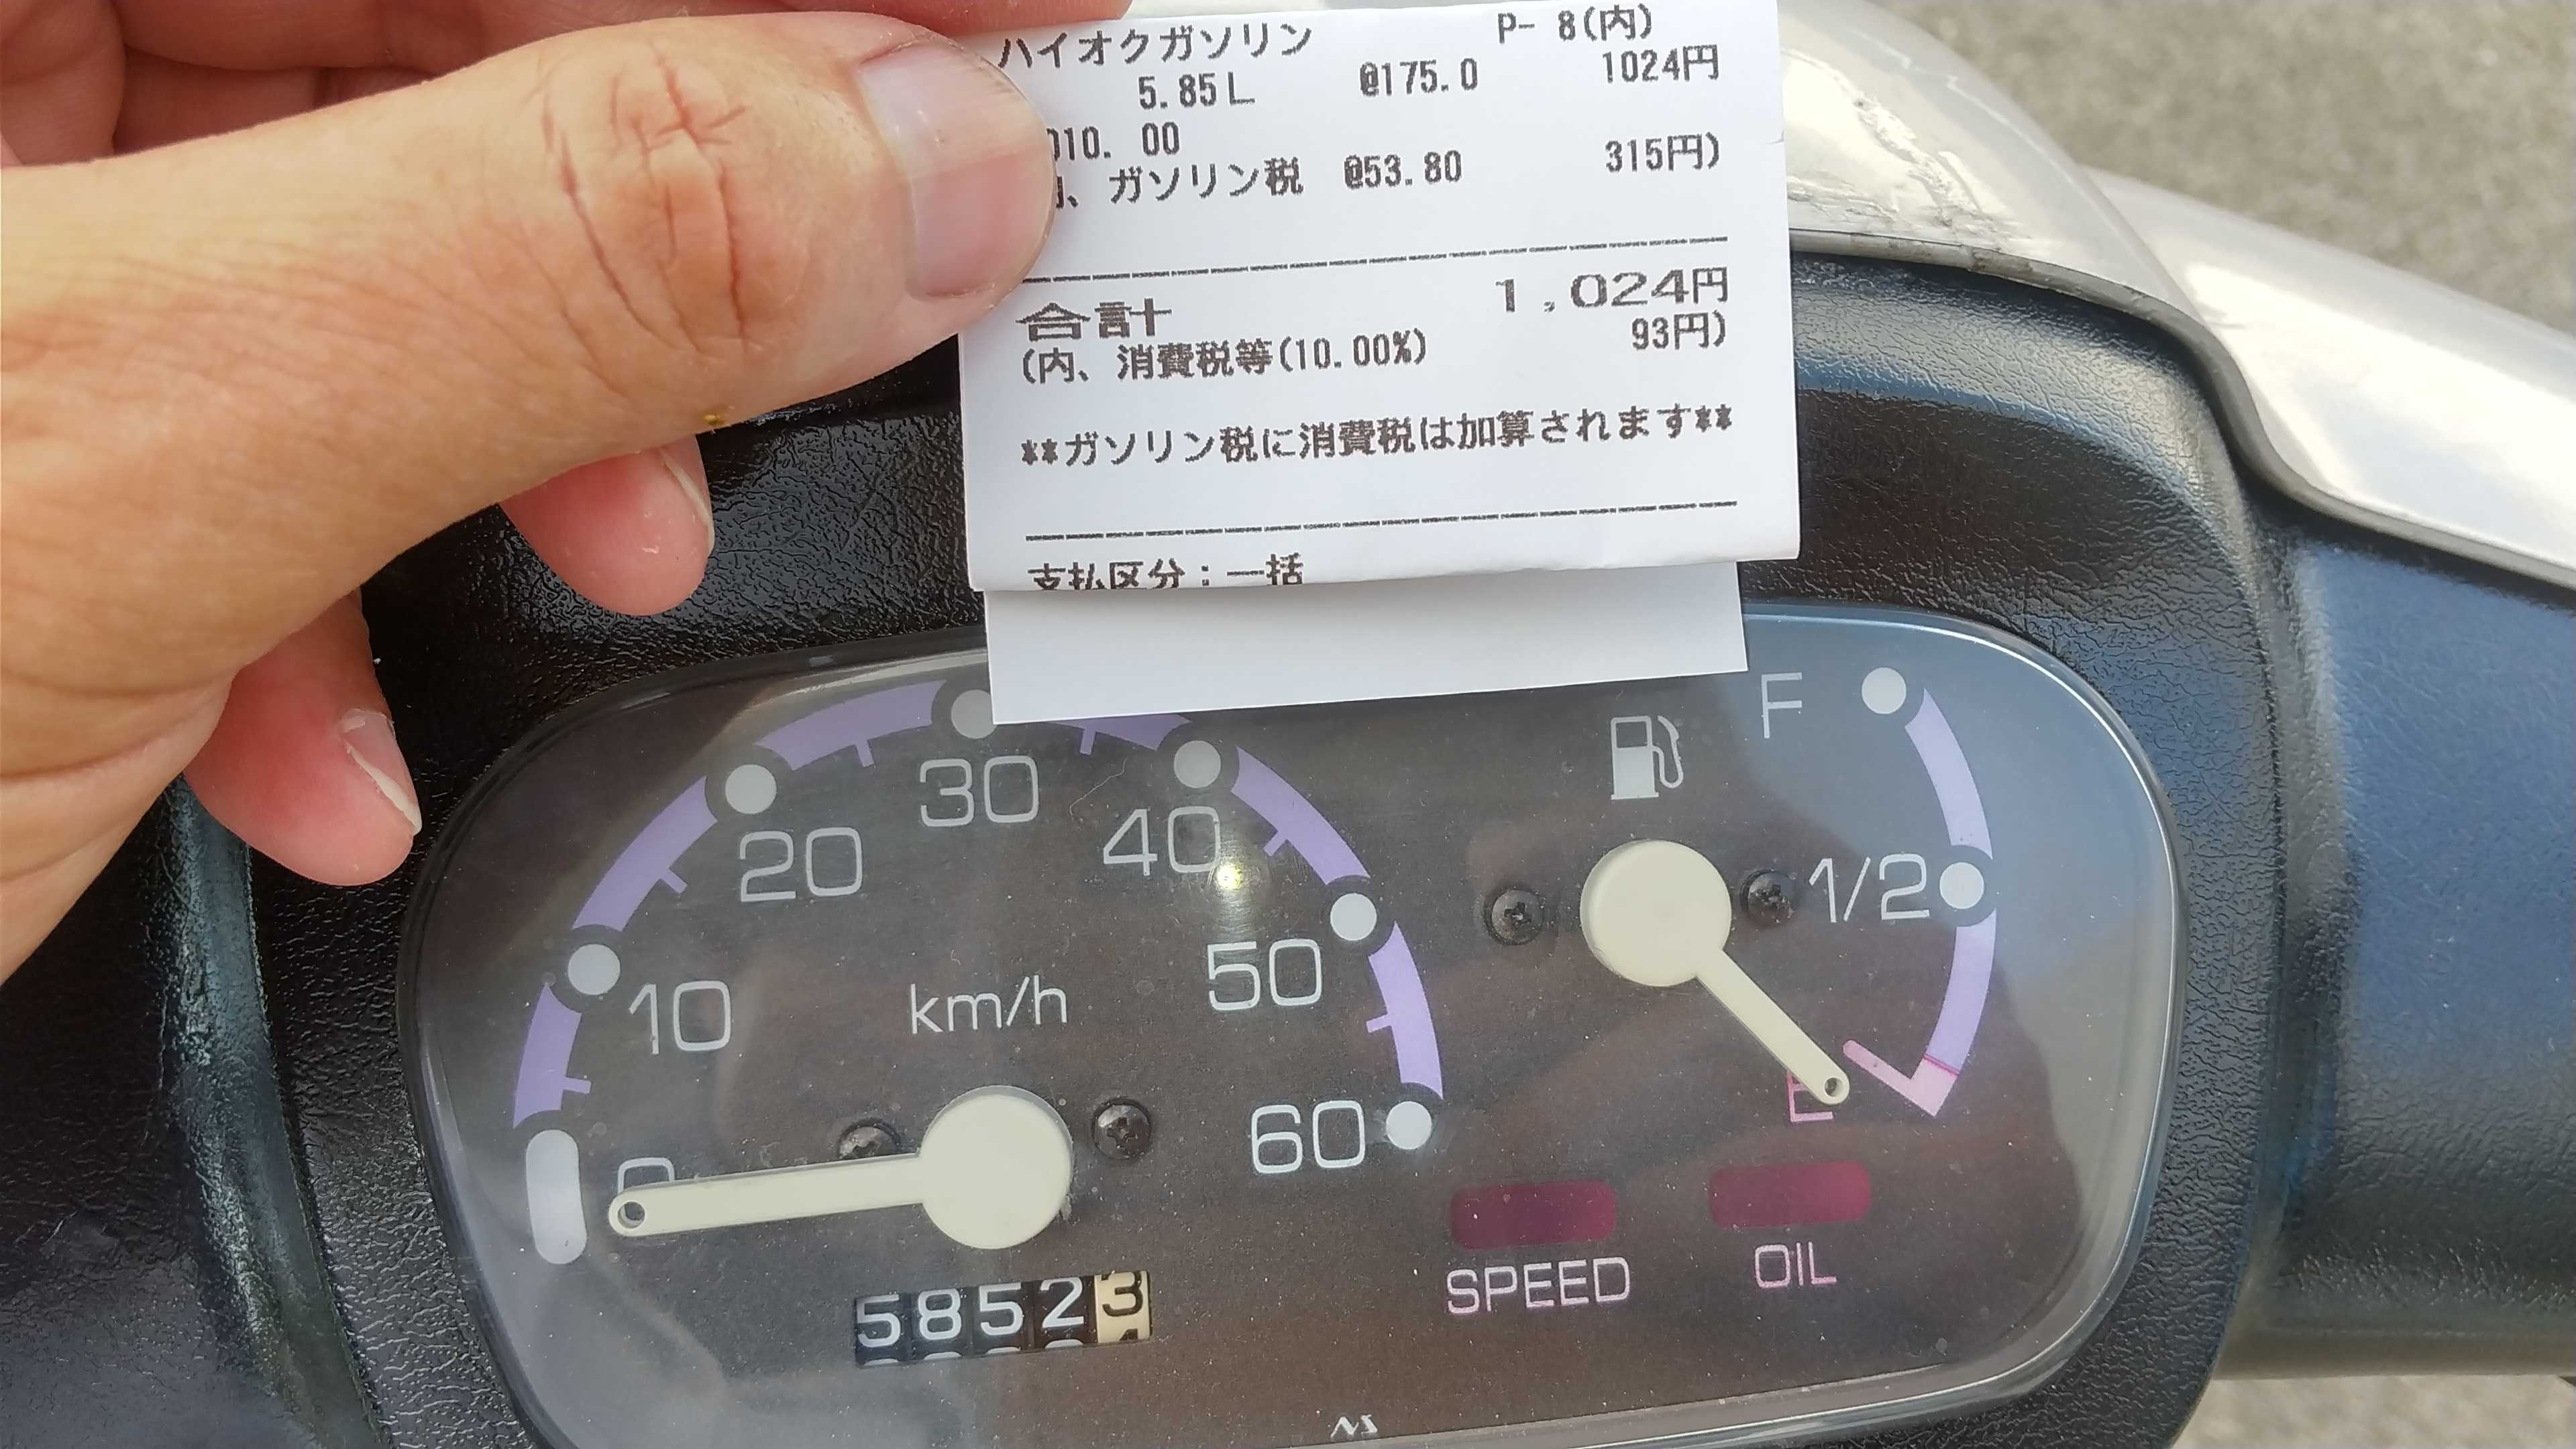 ハイオクガソリン P- 8(内)
5.85L @175.0 1024円
10. 00
、ガソリン税 @53.80 315円)
合計 1,024円
(内、消費税等(10.00%) 93円)
**ガソリン税に消費税は加算されます**
支払区分:一括
F
30
20
40
1/2
50
10
km/h
E
60
0
SPEED
OIL
58523
NS